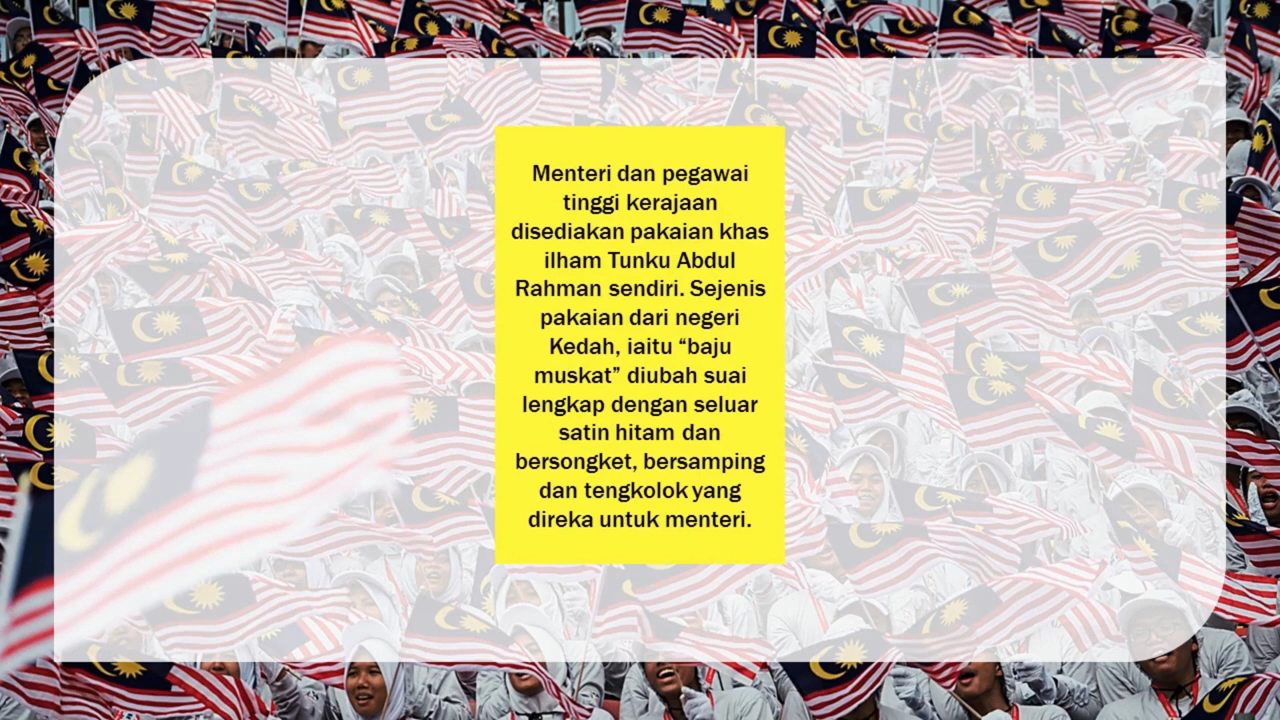 Menteri dan pegawai
tinggi kerajaan
disediakan pakaian khas
ilham Tunku Abdul
Rahman sendiri. Sejenis
pakaian dari negeri
Kedah, iaitu “baju
muskat” diubah suai
lengkap dengan seluar
satin hitam dan
bersongket, bersamping
dan tengkolok yang
direka untuk menteri.